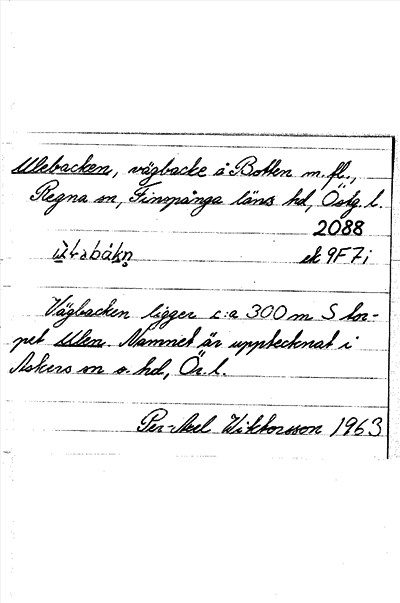 Ulebacken, vägbacke å Botten m.fl.,
Regna sn, Finspånga läns hd, Östg. l.
2088
ek 9F7i
Vägbacken ligger c:a 300 m S tor-
pet Ulen. Namnet är upptecknat i
Askers sn o. hd, Ör. l.
Per-Axel Wiktorsson 1963